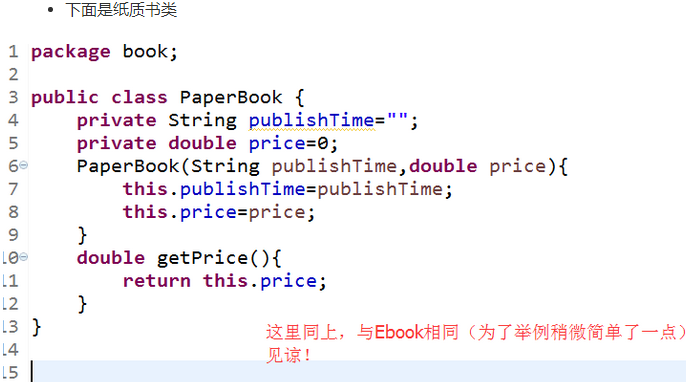 • 下面是纸质书类
1 package book;
2
3 public class PaperBook {
4     private String publishTime="";
5     private double price=0;
6     PaperBook(String publishTime,double price){
7         this.publishTime=publishTime;
8         this.price=price;
9     }
10     double getPrice(){
11         return this.price;
12     }
13 }
14
15
这里同上，与Ebook相同（为了举例稍微简单了一点）
见谅！